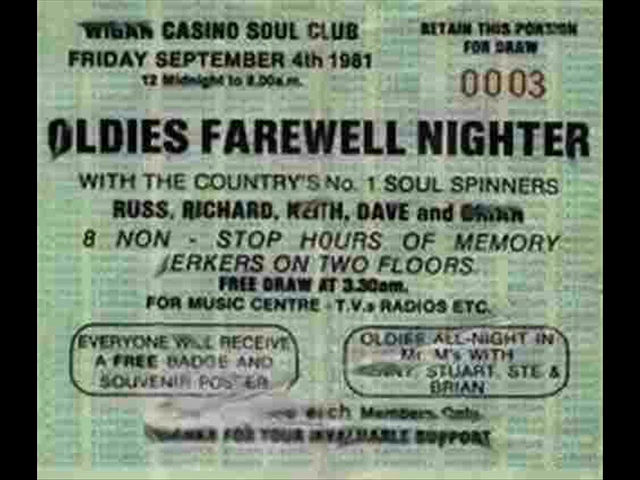 WIGAN CASINO SOUL CLUB
FRIDAY SEPTEMBER 4th 1981
12 Midnight to 8.00a.m.
RETAIN THIS PORTION
FOR DRAW
0003
OLDIES FAREWELL NIGHTER
WITH THE COUNTRY'S No. 1 SOUL SPINNERS
RUSS, RICHARD, KEITH, DAVE and BRIAN
8 NON - STOP HOURS OF MEMORY
JERKERS ON TWO FLOORS
FREE DRAW AT 3.30am.
FOR MUSIC CENTRE - T.V.s RADIOS ETC.
EVERYONE WILL RECEIVE
A FREE BADGE AND
SOUVENIR POSTER
OLDIES ALL-NIGHT IN
Mr. M's WITH
KENNY, STUART, STE &
BRIAN
each Members Only
THANKS FOR YOUR INVALUABLE SUPPORT